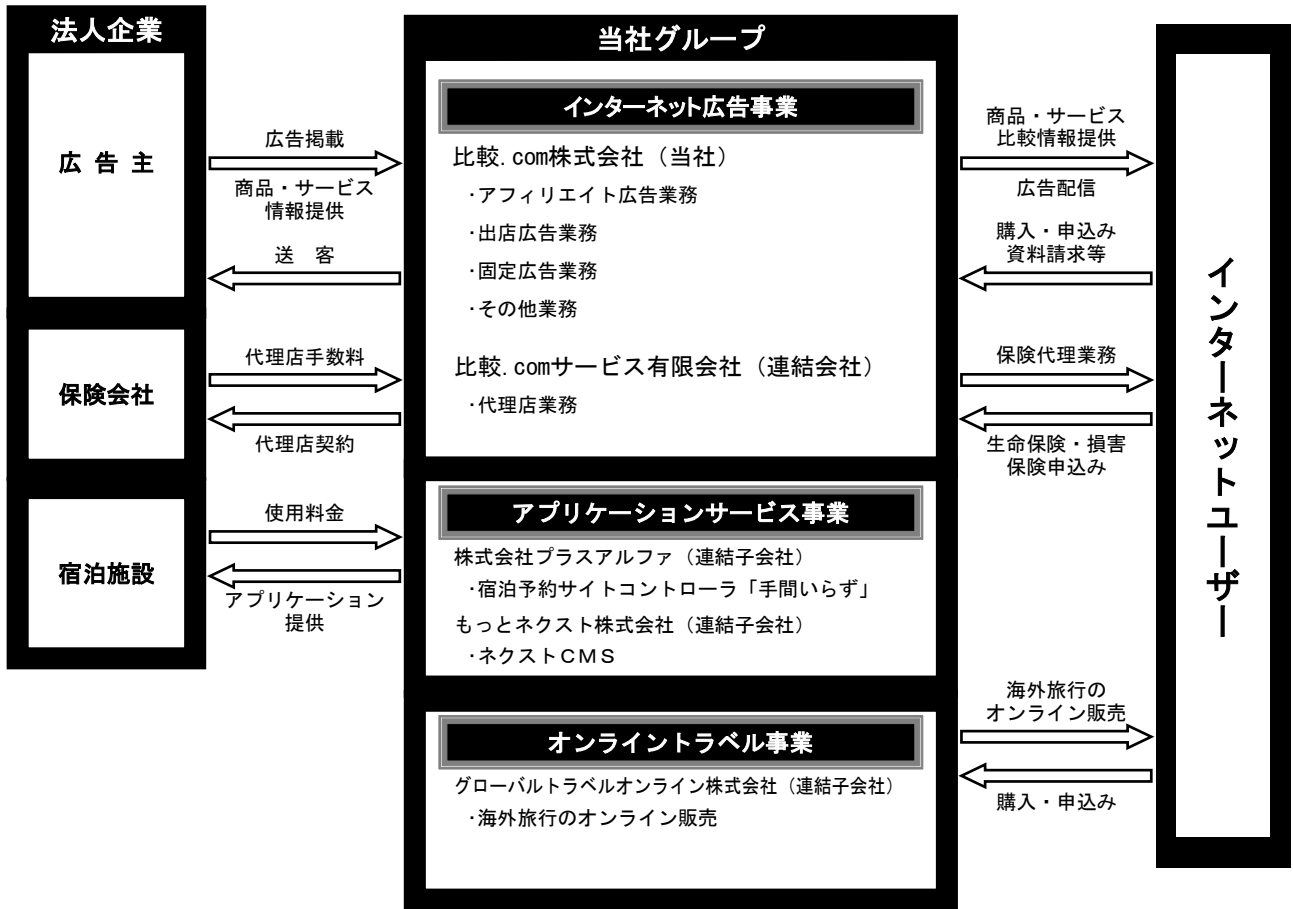 法人企業
広 告 主
保険会社
宿泊施設
広告掲載
商品・サービス
情報提供
送　客
代理店手数料
代理店契約
使用料金
アプリケーション
提供
当社グループ
インターネット広告事業
比較.com株式会社（当社）
・アフィリエイト広告業務
・出店広告業務
・固定広告業務
・その他業務
比較.comサービス有限会社（連結会社）
・代理店業務
アプリケーションサービス事業
株式会社プラスアルファ（連結子会社）
・宿泊予約サイトコントローラ「手間いらず」
もっとネクスト株式会社（連結子会社）
・ネクストＣＭＳ
オンライントラベル事業
グローバルトラベルオンライン株式会社（連結子会社）
・海外旅行のオンライン販売
商品・サービス
比較情報提供
広告配信
購入・申込み
資料請求等
保険代理業務
生命保険・損害
保険申込み
海外旅行の
オンライン販売
購入・申込み
インターネットユーザー